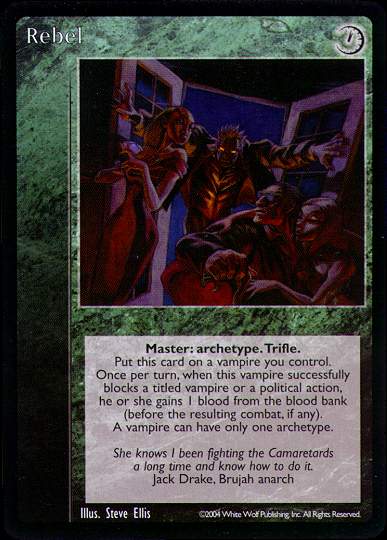 Rebel
Master: archetype. Trifle.
Put this card on a vampire you control.
Once per turn, when this vampire successfully
blocks a titled vampire or a political action,
he or she gains 1 blood from the blood bank
(before the resulting combat, if any).
A vampire can have only one archetype.
She knows I been fighting the Camaretards
a long time and know how to do it.
Jack Drake, Brujah anarch
Illus. Steve Ellis
©2004 White Wolf Publishing, Inc. All Rights Reserved.